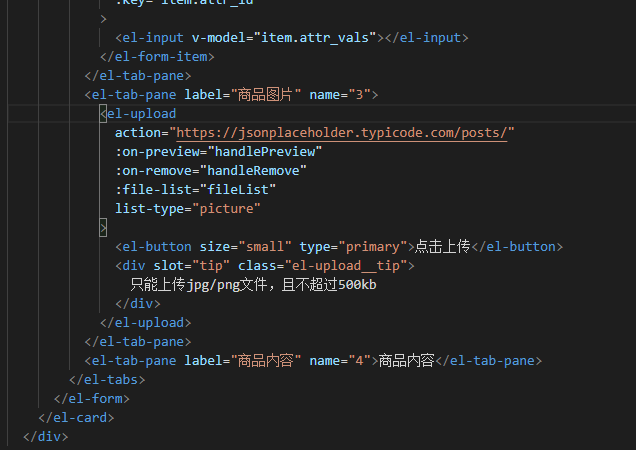 :key="item.attr_id"
>
<el-input v-model="item.attr_vals"></el-input>
</el-form-item>
</el-tab-pane>
<el-tab-pane label="商品图片" name="3">
<el-upload
action="https://jsonplaceholder.typicode.com/posts/"
:on-preview="handlePreview"
:on-remove="handleRemove"
:file-list="fileList"
list-type="picture"
>
<el-button size="small" type="primary">点击上传</el-button>
<div slot="tip" class="el-upload__tip">
只能上传jpg/png文件，且不超过500kb
</div>
</el-upload>
</el-tab-pane>
<el-tab-pane label="商品内容" name="4">商品内容</el-tab-pane>
</el-tabs>
</el-form>
</el-card>
</div>